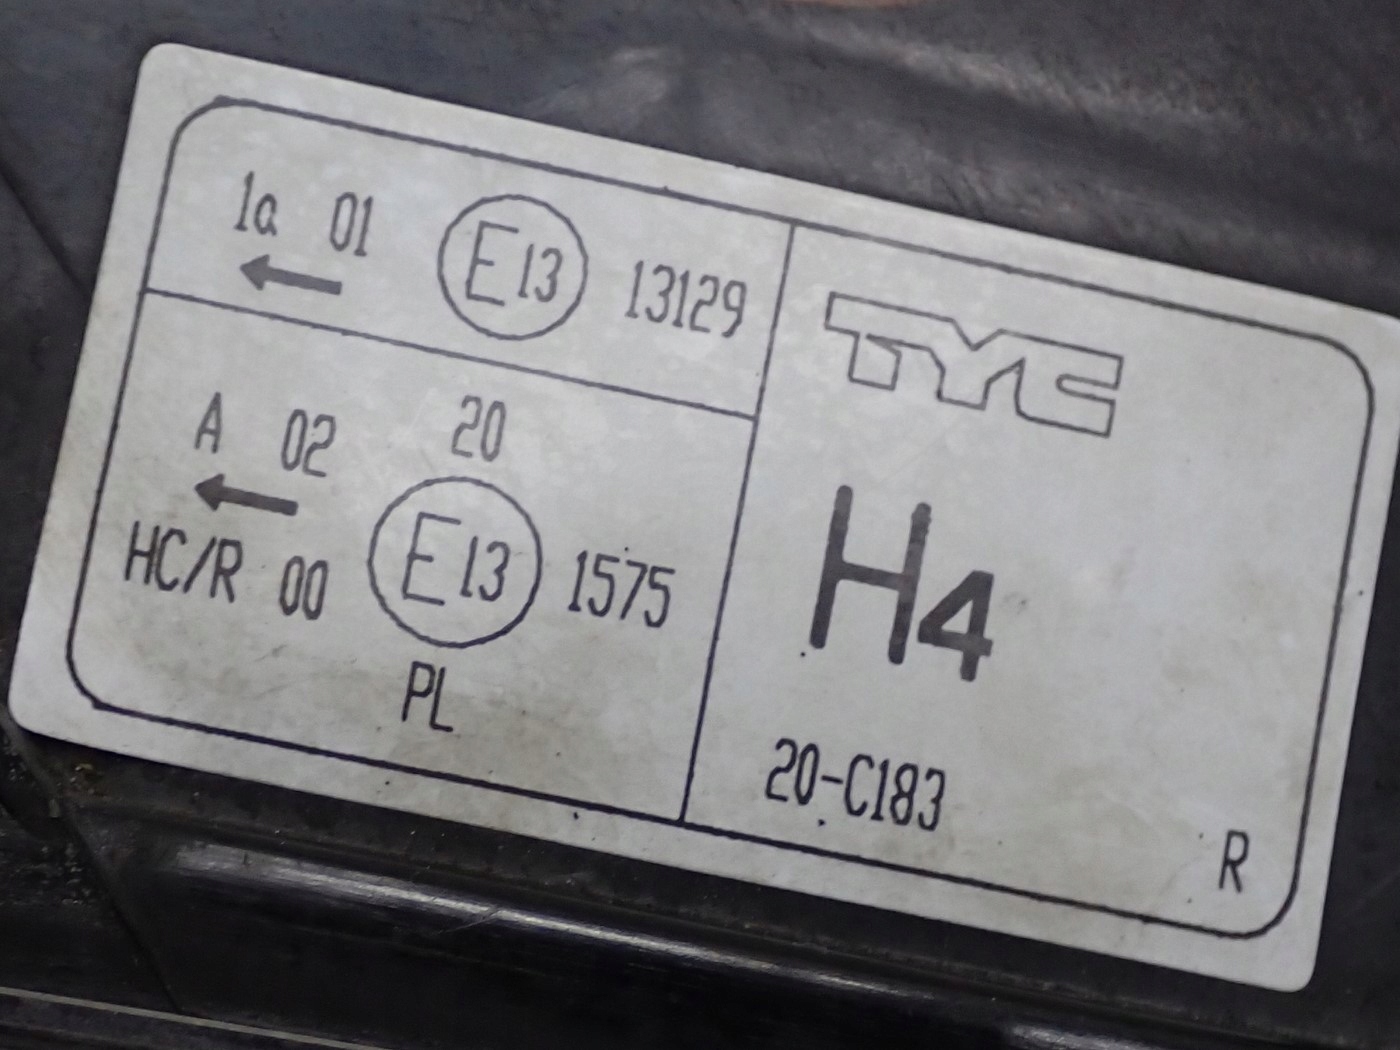 1a 01 E13 13129
A 02 20
HC/R 00 E13 1575
PL
TYC
H4
20-C183
R